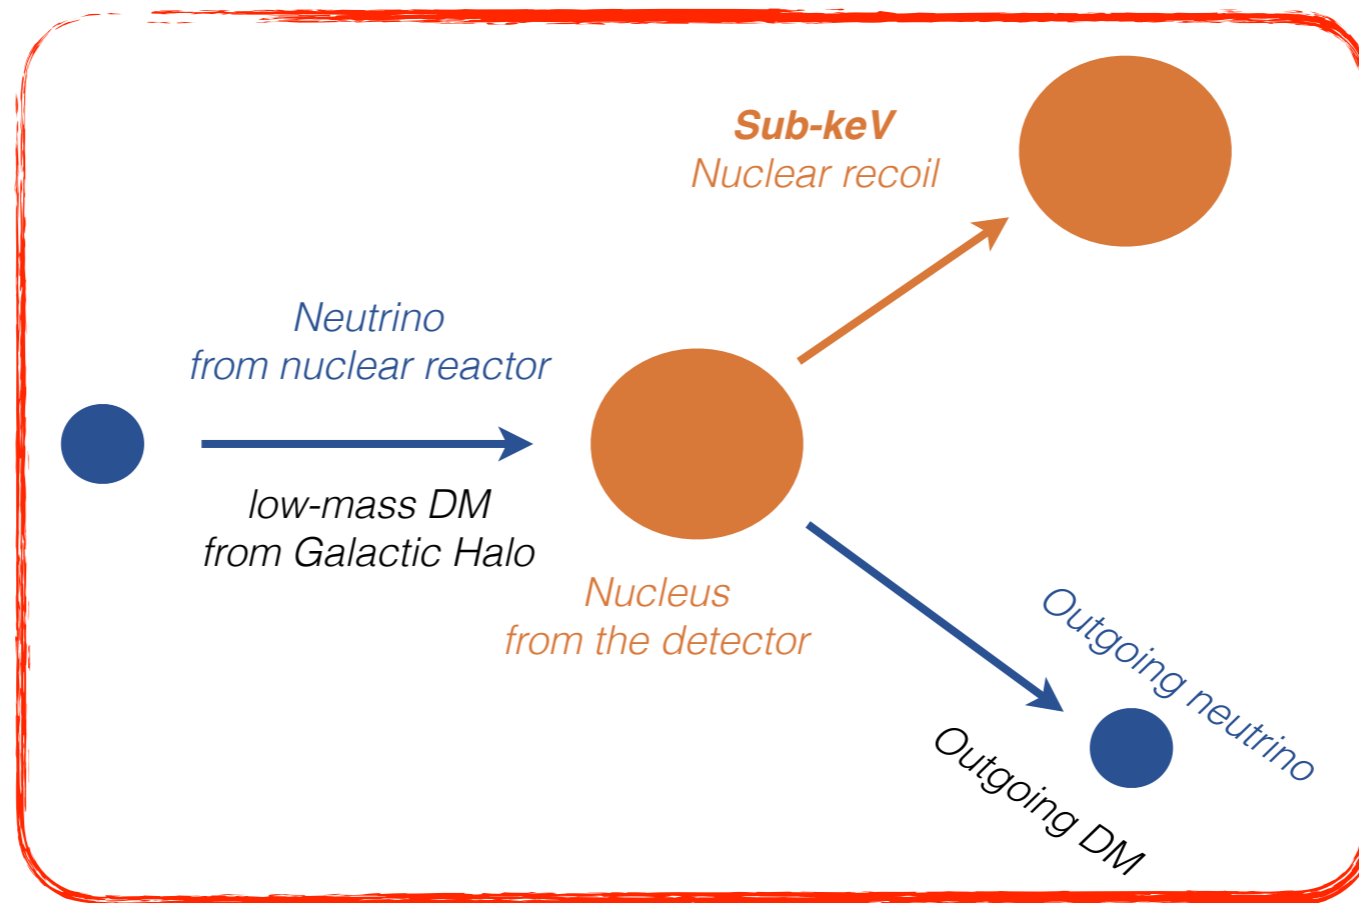 Sub-keV
Nuclear recoil
Neutrino
from nuclear reactor
low-mass DM
from Galactic Halo
Nucleus
from the detector
Outgoing neutrino
Outgoing DM